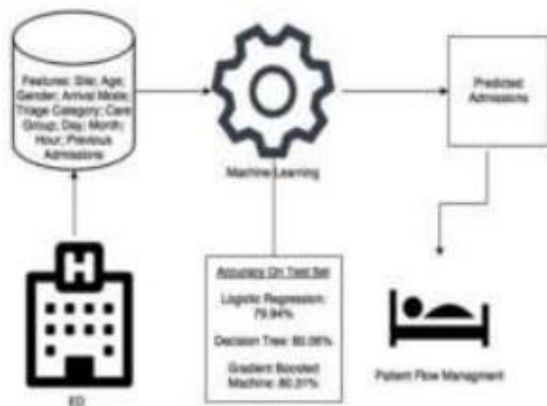 Features: Site; Age;
Gender; Arrival Mode;
Triage Category; Care
Group; Day; Month;
Hour; Previous
Admissions
Machine Learning
Predicted
Admissions
H
ED
Accuracy On Test Set
Logistic Regression:
79.94%
Decision Tree: 80.06%
Gradient Boosted
Machine: 80.31%
Patient Flow Managment